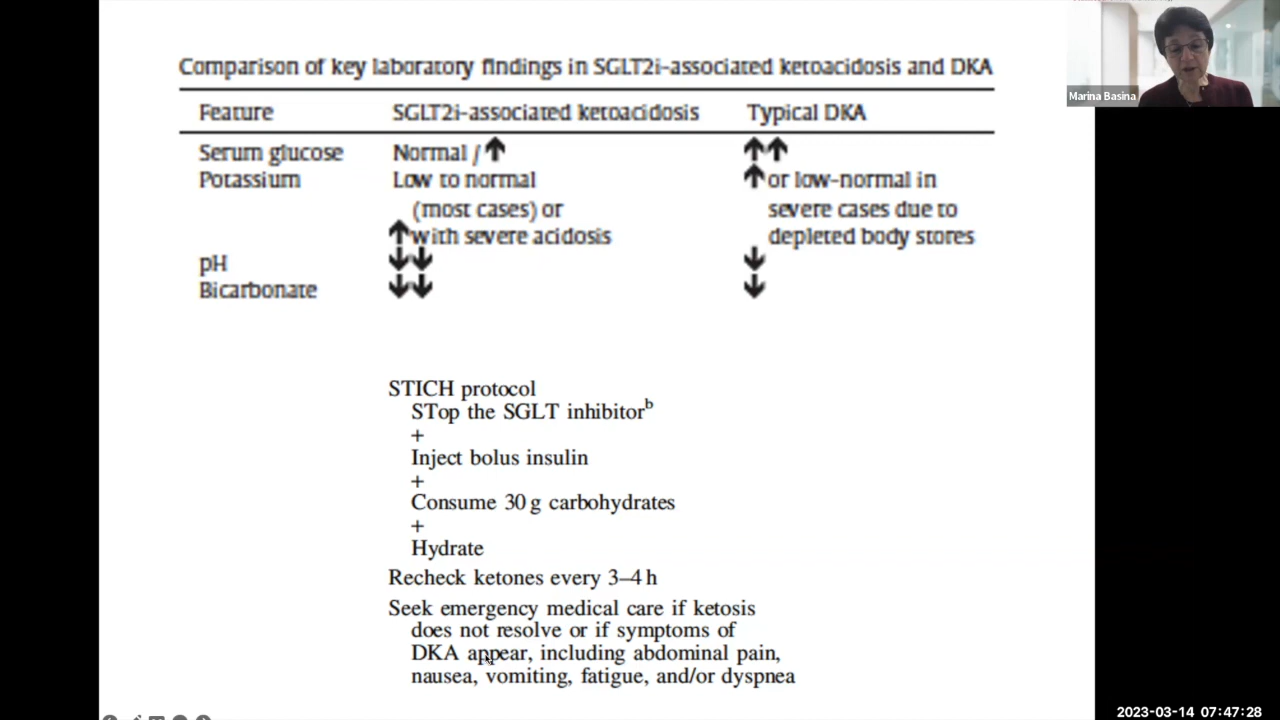 Comparison of key laboratory findings in SGLT2i-associated ketoacidosis and DKA
Feature SGLT2i-associated ketoacidosis Typical DKA
Serum glucose Normal / ↑ ↑↑
Potassium Low to normal ↑ or low-normal in
(most cases) or severe cases due to
↑ with severe acidosis depleted body stores
pH ↓↓ ↓
Bicarbonate ↓↓ ↓
STICH protocol
STop the SGLT inhibitorb
+
Inject bolus insulin
+
Consume 30 g carbohydrates
+
Hydrate
Recheck ketones every 3–4 h
Seek emergency medical care if ketosis
does not resolve or if symptoms of
DKA appear, including abdominal pain,
nausea, vomiting, fatigue, and/or dyspnea
Marina Basina
2023-03-14 07:47:28